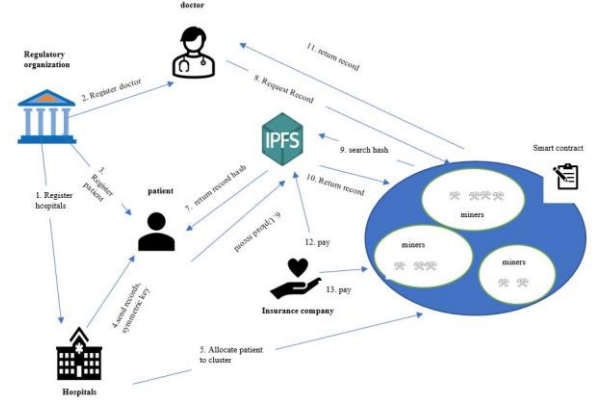 doctor
11. return record
Regulatory
organization
2. Register doctor
8. Request Record
IPFS
9. search hash
Smart contract
3.
Register
patient
1. Register
hospitals
patient
7. return record hash
10. Return record
miners
6. Upload record
12. pay
miners
miners
13. pay
Insurance company
4.send records,
symmetric key
5. Allocate patient
to cluster
Hospitals